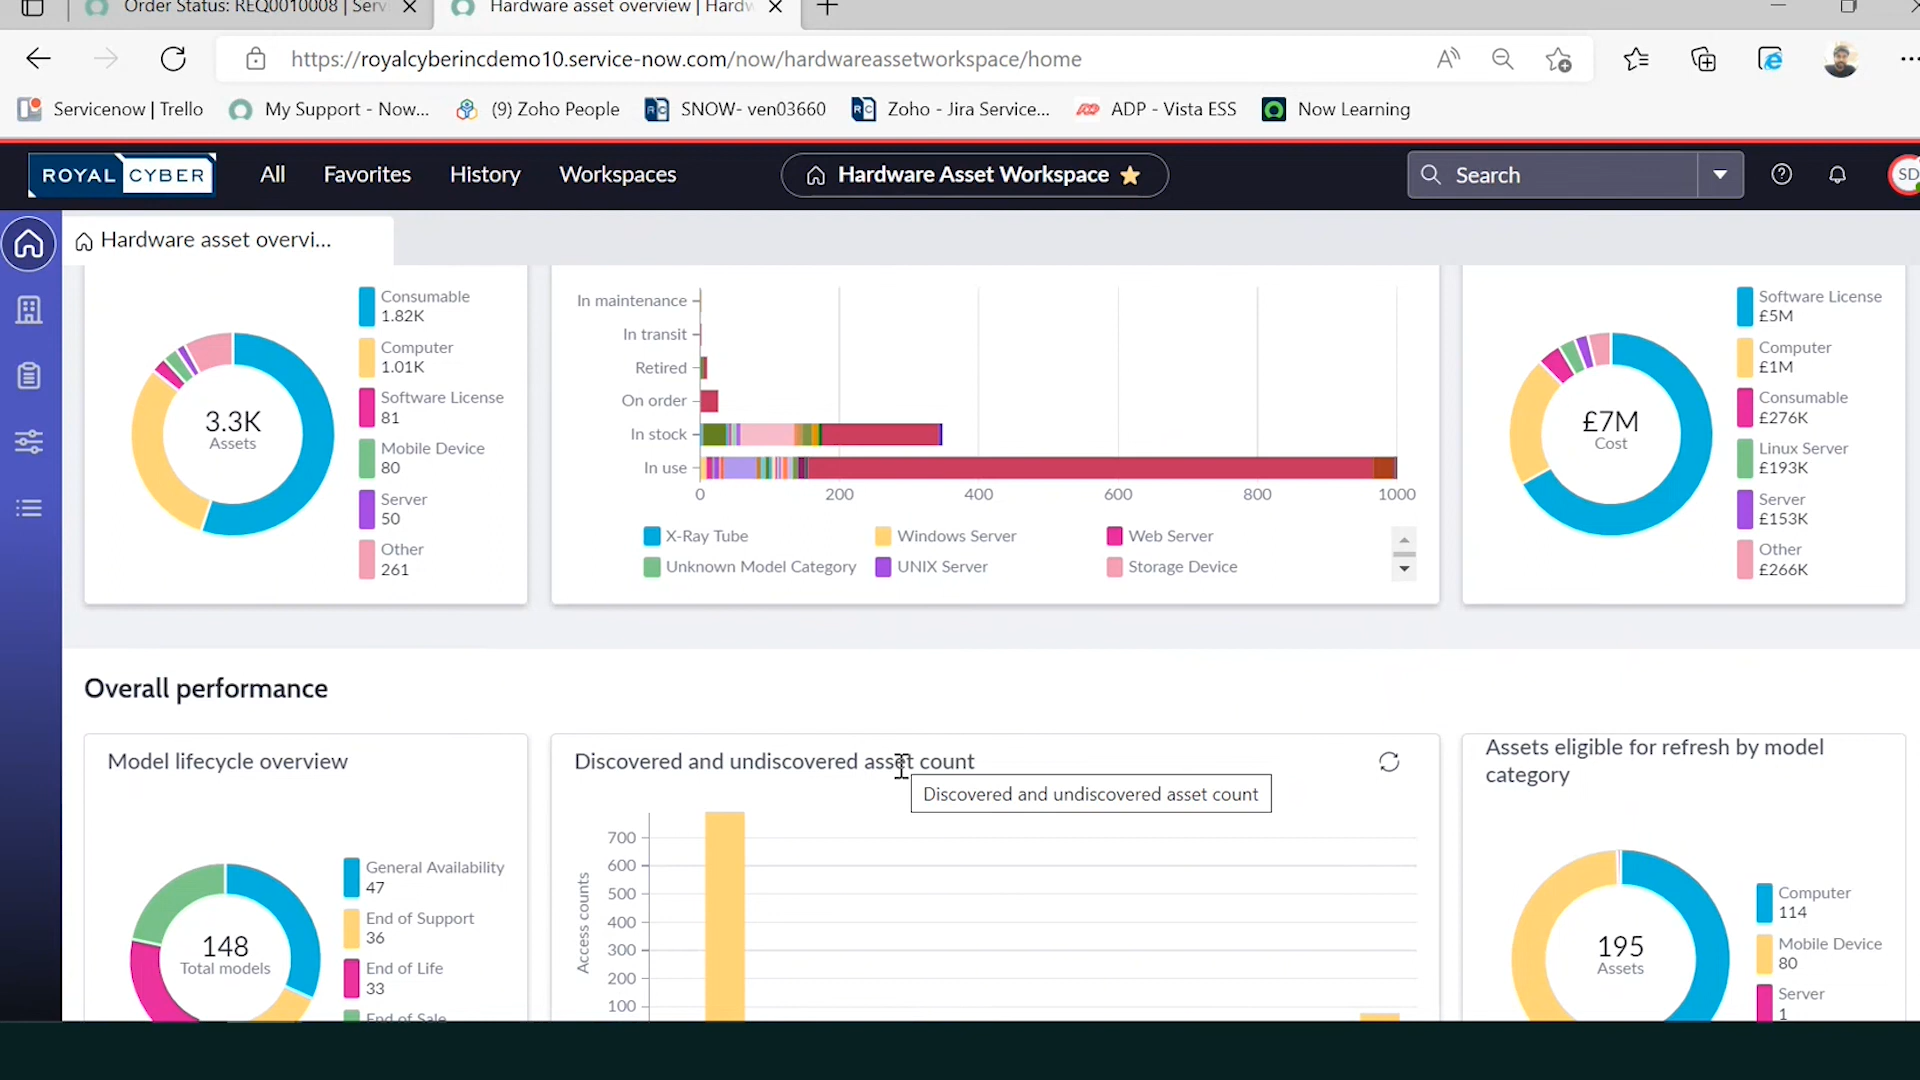 Order Status: REQ0010008 | Serv
Hardware asset overview | Hardw
https://royalcyberincdemo10.service-now.com/now/hardwareassetworkspace/home
Servicenow | Trello
My Support - Now...
(9) Zoho People
SNOW- ven03660
Zoho - Jira Service...
ADP - Vista ESS
Now Learning
ROYAL CYBER
All
Favorites
History
Workspaces
Hardware Asset Workspace
Search
SD
Hardware asset overvi...
3.3K
Assets
Consumable
1.82K
Computer
1.01K
Software License
81
Mobile Device
80
Server
50
Other
261
In maintenance
In transit
Retired
On order
In stock
In use
0 200 400 600 800 1000
X-Ray Tube
Windows Server
Web Server
Unknown Model Category
UNIX Server
Storage Device
£7M
Cost
Software License
£5M
Computer
£1M
Consumable
£276K
Linux Server
£193K
Server
£153K
Other
£266K
Overall performance
Model lifecycle overview
148
Total models
General Availability
47
End of Support
36
End of Life
33
End of Sale
Discovered and undiscovered asset count
Discovered and undiscovered asset count
Access counts
700
600
500
400
300
200
100
Assets eligible for refresh by model
category
195
Assets
Computer
114
Mobile Device
80
Server
1